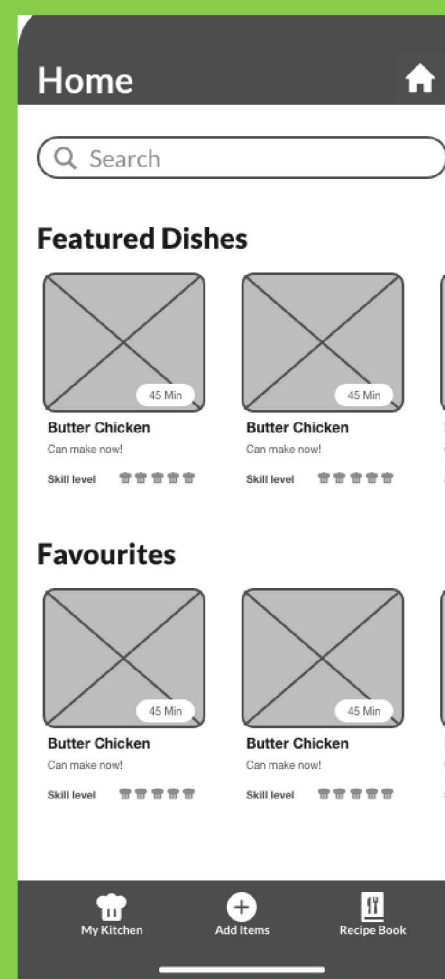 Home
Search
Featured Dishes
45 Min 45 Min
Butter Chicken Butter Chicken
Can make now! Can make now!
Skill level Skill level
Favourites
45 Min 45 Min
Butter Chicken Butter Chicken
Can make now! Can make now!
Skill level Skill level
My Kitchen Add Items Recipe Book